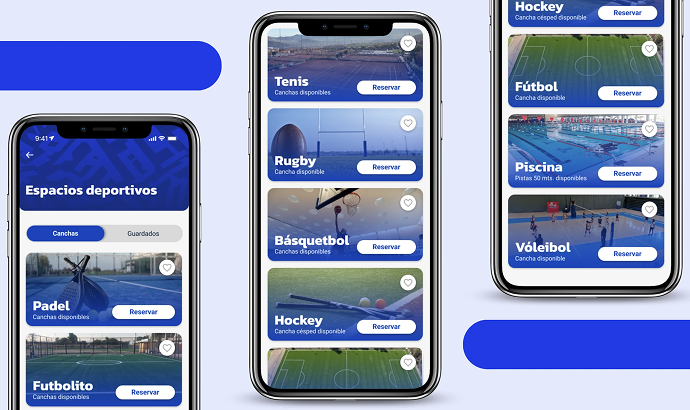 9:41
Espacios deportivos
Canchas
Guardados
Padel
Canchas disponibles
Reservar
Futbolito
Canchas disponibles
Reservar
Tenis
Canchas disponibles
Reservar
Rugby
Cancha disponible
Reservar
Básquetbol
Canchas disponibles
Reservar
Hockey
Cancha césped disponible
Reservar
Hockey
Cancha césped disponible
Reservar
Fútbol
Cancha disponible
Reservar
Piscina
Pistas 50 mts. disponibles
Reservar
Vóleibol
Cancha disponible
Reservar